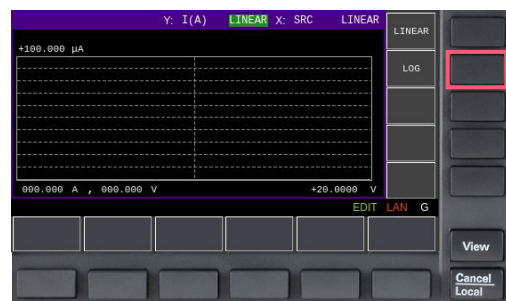 Y: I(A) LINEAR X: SRC LINEAR
LINEAR
+100.000 µA
LOG
000.000 A , 000.000 V +20.0000 V
EDIT LAN G
View
Cancel
Local